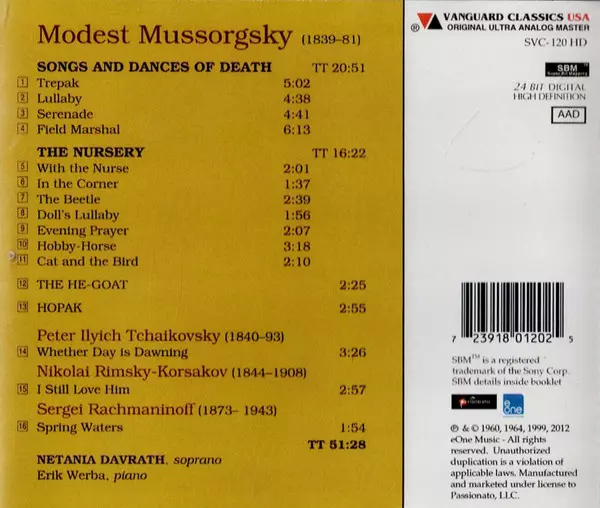 Modest Mussorgsky (1839–81)
SONGS AND DANCES OF DEATH TT 20:51
1 Trepak 5:02
2 Lullaby 4:38
3 Serenade 4:41
4 Field Marshal 6:13
THE NURSERY TT 16:22
5 With the Nurse 2:01
6 In the Corner 1:37
7 The Beetle 2:39
8 Doll's Lullaby 1:56
9 Evening Prayer 2:07
10 Hobby-Horse 3:18
11 Cat and the Bird 2:10
12 THE HE-GOAT 2:25
13 HOPAK 2:55
Peter Ilyich Tchaikovsky (1840–93)
14 Whether Day is Dawning 3:26
Nikolai Rimsky-Korsakov (1844–1908)
15 I Still Love Him 2:57
Sergei Rachmaninoff (1873– 1943)
16 Spring Waters 1:54
TT 51:28
NETANIA DAVRATH, soprano
Erik Werba, piano
® VANGUARD CLASSICS USA
ORIGINAL ULTRA ANALOG MASTER
SVC-120 HD
SBM™
Super Bit Mapping
24 BIT DIGITAL
HIGH DEFINITION
AAD
7 23918 01202 5
SBM™ is a registered
trademark of the Sony Corp.
SBM details inside booklet
eOne
℗ & © 1960, 1964, 1999, 2012
eOne Music - All rights
reserved. Unauthorized
duplication is a violation of
applicable laws. Manufactured
and marketed under license to
Passionato, LLC.